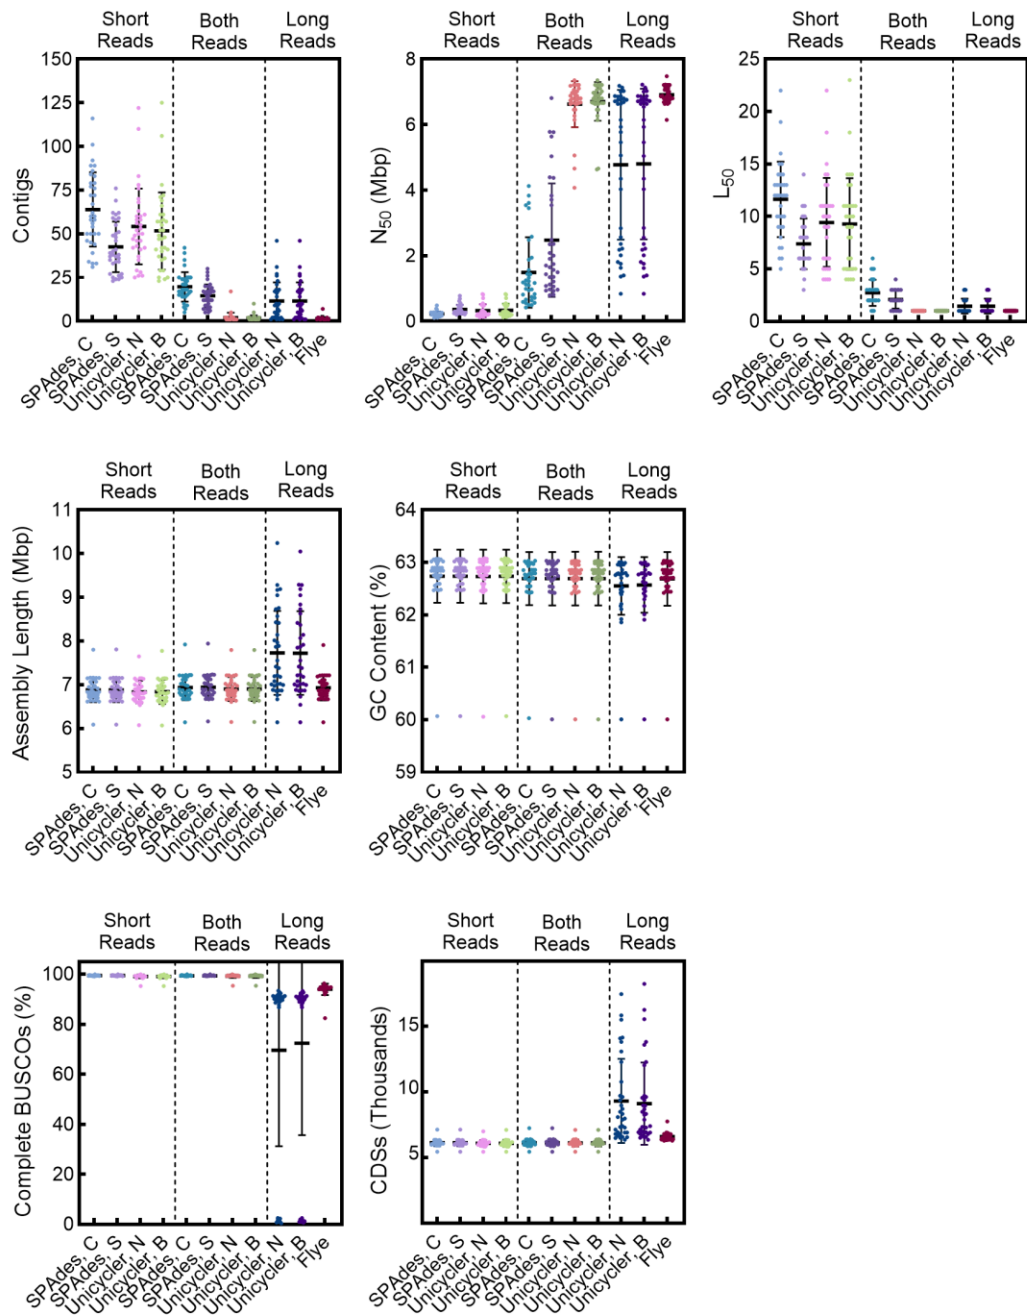 Short Reads
Both Reads
Long Reads
Contigs
150
125
100
75
50
25
0
SPAdes, C
SPAdes, S
Unicycler, N
Unicycler, B
SPAdes, C
SPAdes, S
Unicycler, N
Unicycler, B
Unicycler, N
Unicycler, B
Flye
Short Reads
Both Reads
Long Reads
N50 (Mbp)
8
6
4
2
0
SPAdes, C
SPAdes, S
Unicycler, N
Unicycler, B
SPAdes, C
SPAdes, S
Unicycler, N
Unicycler, B
Unicycler, N
Unicycler, B
Flye
Short Reads
Both Reads
Long Reads
L50
25
20
15
10
5
0
SPAdes, C
SPAdes, S
Unicycler, N
Unicycler, B
SPAdes, C
SPAdes, S
Unicycler, N
Unicycler, B
Unicycler, N
Unicycler, B
Flye
Short Reads
Both Reads
Long Reads
Assembly Length (Mbp)
11
10
9
8
7
6
5
SPAdes, C
SPAdes, S
Unicycler, N
Unicycler, B
SPAdes, C
SPAdes, S
Unicycler, N
Unicycler, B
Unicycler, N
Unicycler, B
Flye
Short Reads
Both Reads
Long Reads
GC Content (%)
64
63
62
61
60
59
SPAdes, C
SPAdes, S
Unicycler, N
Unicycler, B
SPAdes, C
SPAdes, S
Unicycler, N
Unicycler, B
Unicycler, N
Unicycler, B
Flye
Short Reads
Both Reads
Long Reads
Complete BUSCOs (%)
100
80
60
40
20
0
SPAdes, C
SPAdes, S
Unicycler, N
Unicycler, B
SPAdes, C
SPAdes, S
Unicycler, N
Unicycler, B
Unicycler, N
Unicycler, B
Flye
Short Reads
Both Reads
Long Reads
CDSs (Thousands)
15
10
5
SPAdes, C
SPAdes, S
Unicycler, N
Unicycler, B
SPAdes, C
SPAdes, S
Unicycler, N
Unicycler, B
Unicycler, N
Unicycler, B
Flye